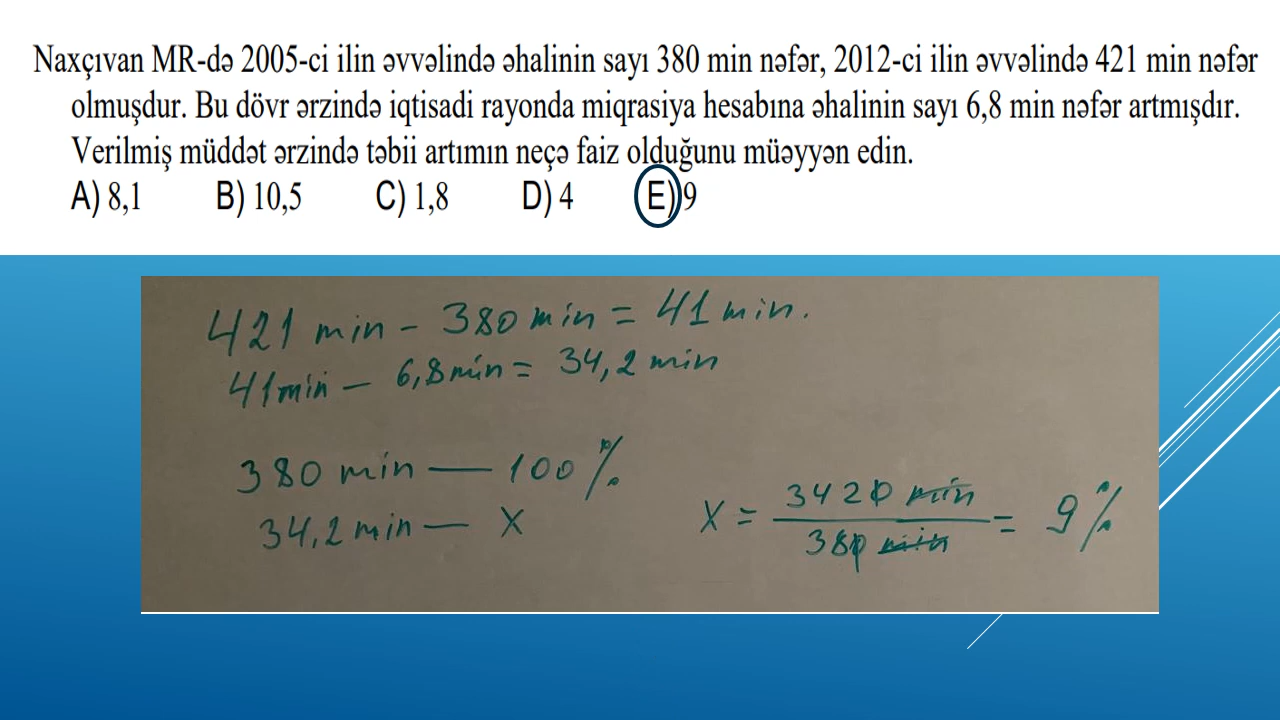 Naxçıvan MR-də 2005-ci ilin əvvəlində əhalinin sayı 380 min nəfər, 2012-ci ilin əvvəlində 421 min nəfər
olmuşdur. Bu dövr ərzində iqtisadi rayonda miqrasiya hesabına əhalinin sayı 6,8 min nəfər artmışdır.
Verilmiş müddət ərzində təbii artımın neçə faiz olduğunu müəyyən edin.
A) 8,1 B) 10,5 C) 1,8 D) 4 E) 9
421 min - 380 min = 41 min.
41 min - 6,8 min = 34,2 min
380 min — 100%
34,2 min — X
X = 3420 min / 380 min = 9%